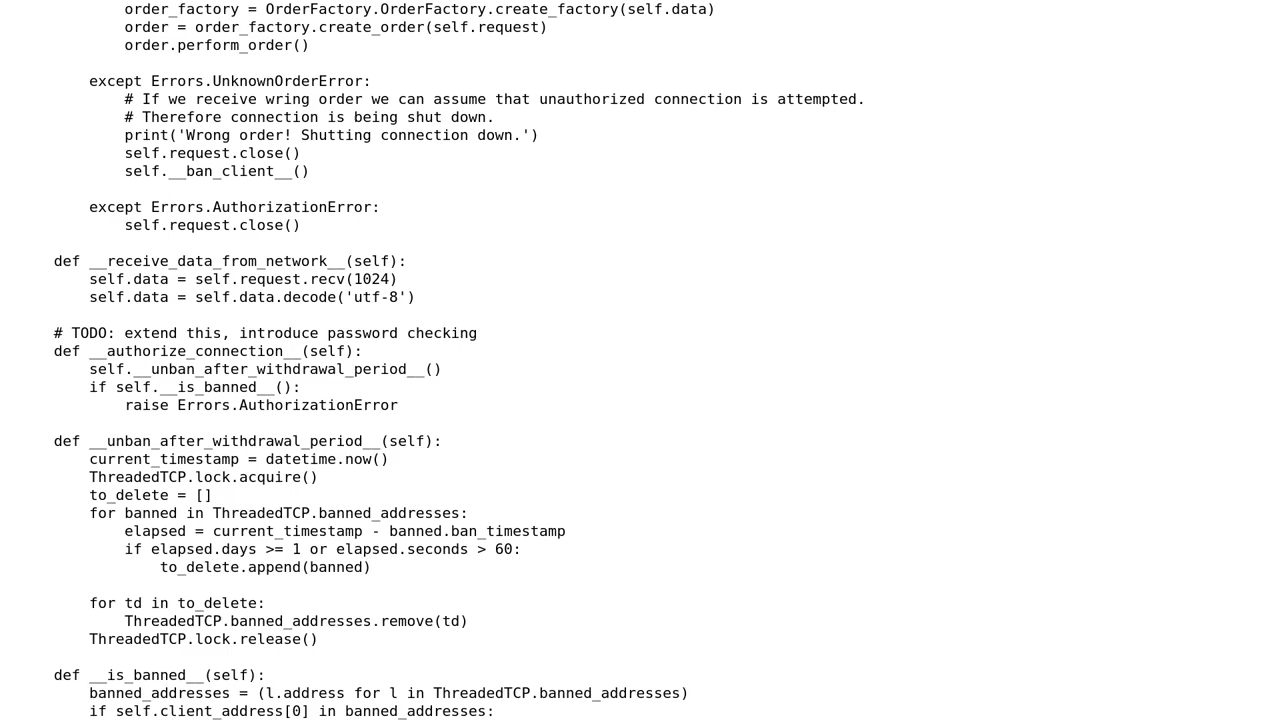 order_factory = OrderFactory.OrderFactory.create_factory(self.data)
order = order_factory.create_order(self.request)
order.perform_order()
except Errors.UnknownOrderError:
# If we receive wring order we can assume that unauthorized connection is attempted.
# Therefore connection is being shut down.
print('Wrong order! Shutting connection down.')
self.request.close()
self.__ban_client__()
except Errors.AuthorizationError:
self.request.close()
def __receive_data_from_network__(self):
self.data = self.request.recv(1024)
self.data = self.data.decode('utf-8')
# TODO: extend this, introduce password checking
def __authorize_connection__(self):
self.__unban_after_withdrawal_period__()
if self.__is_banned__():
raise Errors.AuthorizationError
def __unban_after_withdrawal_period__(self):
current_timestamp = datetime.now()
ThreadedTCP.lock.acquire()
to_delete = []
for banned in ThreadedTCP.banned_addresses:
elapsed = current_timestamp - banned.ban_timestamp
if elapsed.days >= 1 or elapsed.seconds > 60:
to_delete.append(banned)
for td in to_delete:
ThreadedTCP.banned_addresses.remove(td)
ThreadedTCP.lock.release()
def __is_banned__(self):
banned_addresses = (l.address for l in ThreadedTCP.banned_addresses)
if self.client_address[0] in banned_addresses: